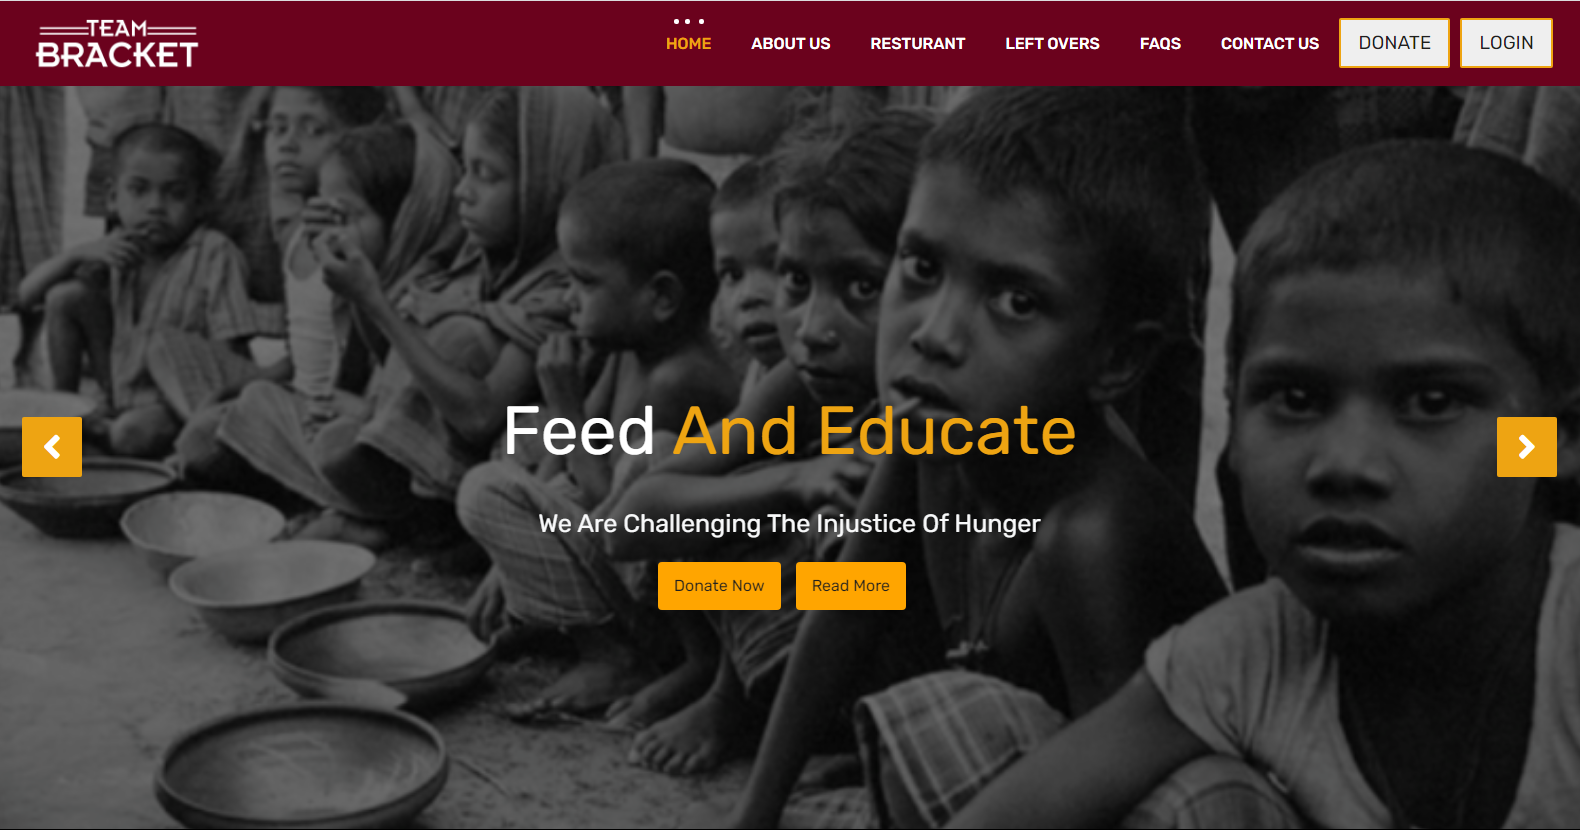 TEAM
BRACKET
HOME
ABOUT US
RESTURANT
LEFT OVERS
FAQS
CONTACT US
DONATE
LOGIN
Feed And Educate
We Are Challenging The Injustice Of Hunger
Donate Now
Read More